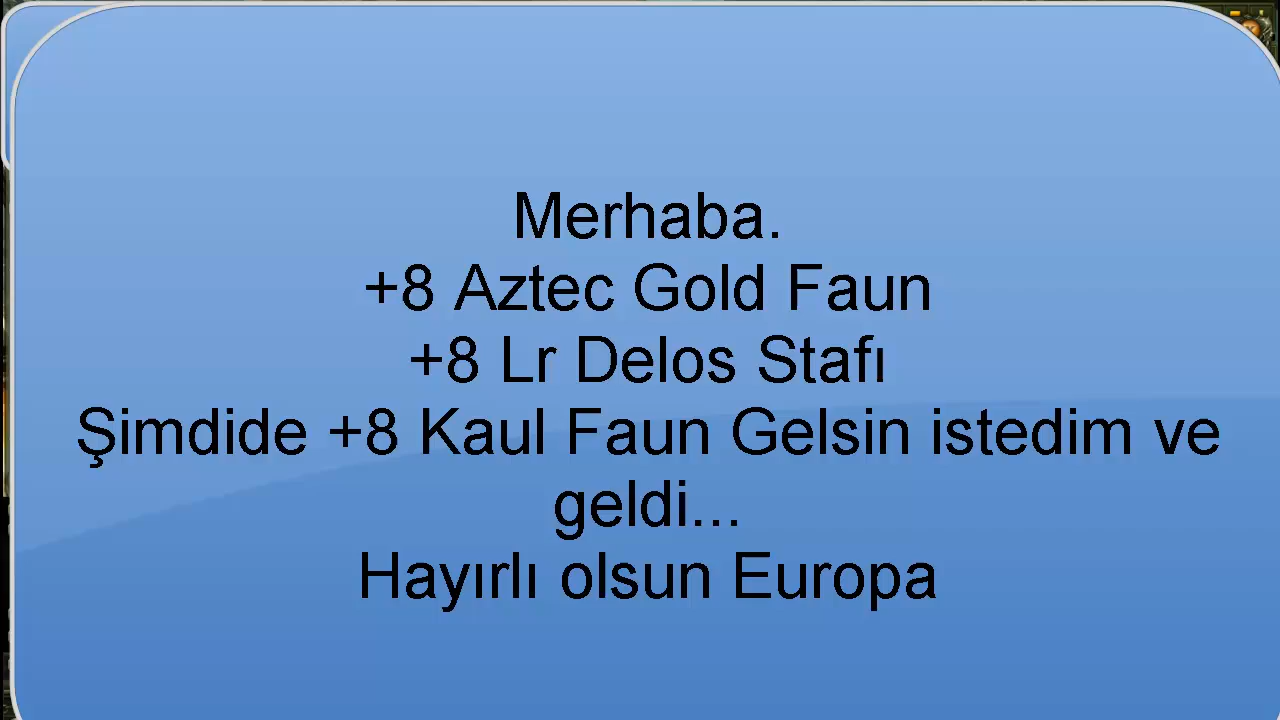 Merhaba.
+8 Aztec Gold Faun
+8 Lr Delos Stafı
Şimdide +8 Kaul Faun Gelsin istedim ve
geldi...
Hayırlı olsun Europa